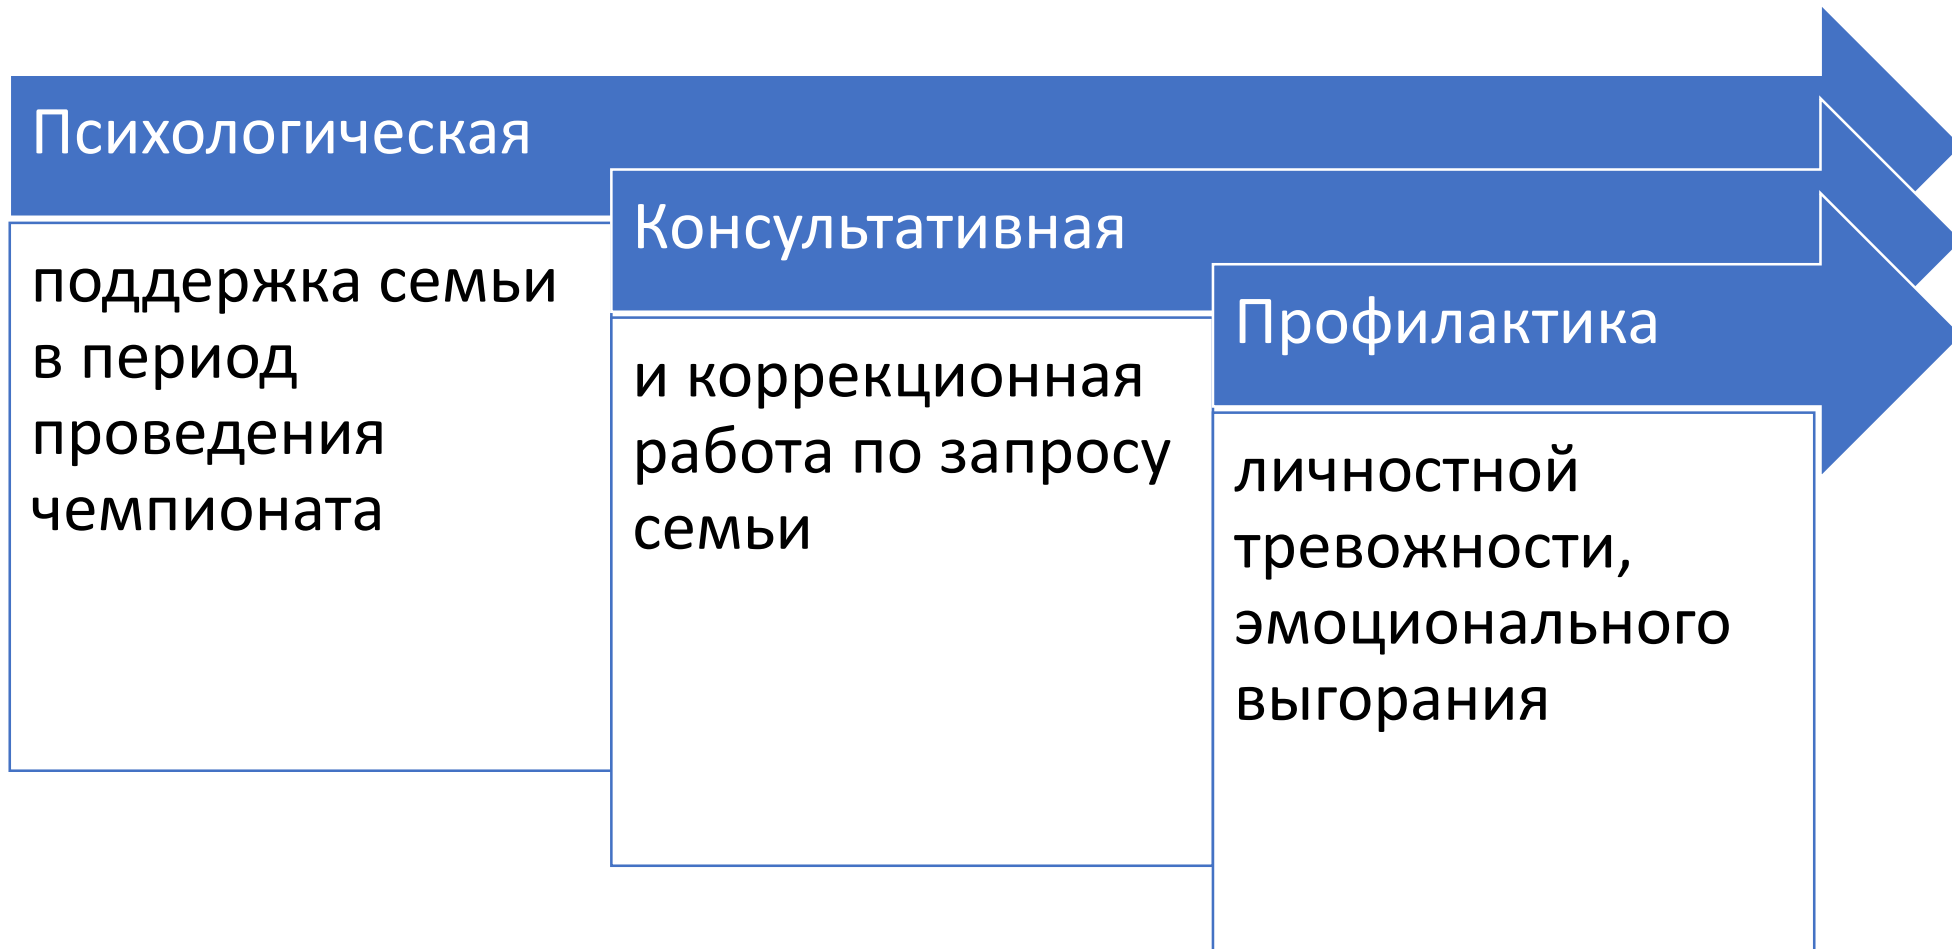 Психологическая
поддержка семьи
в период
проведения
чемпионата
Консультативная
и коррекционная
работа по запросу
семьи
Профилактика
личностной
тревожности,
эмоционального
выгорания